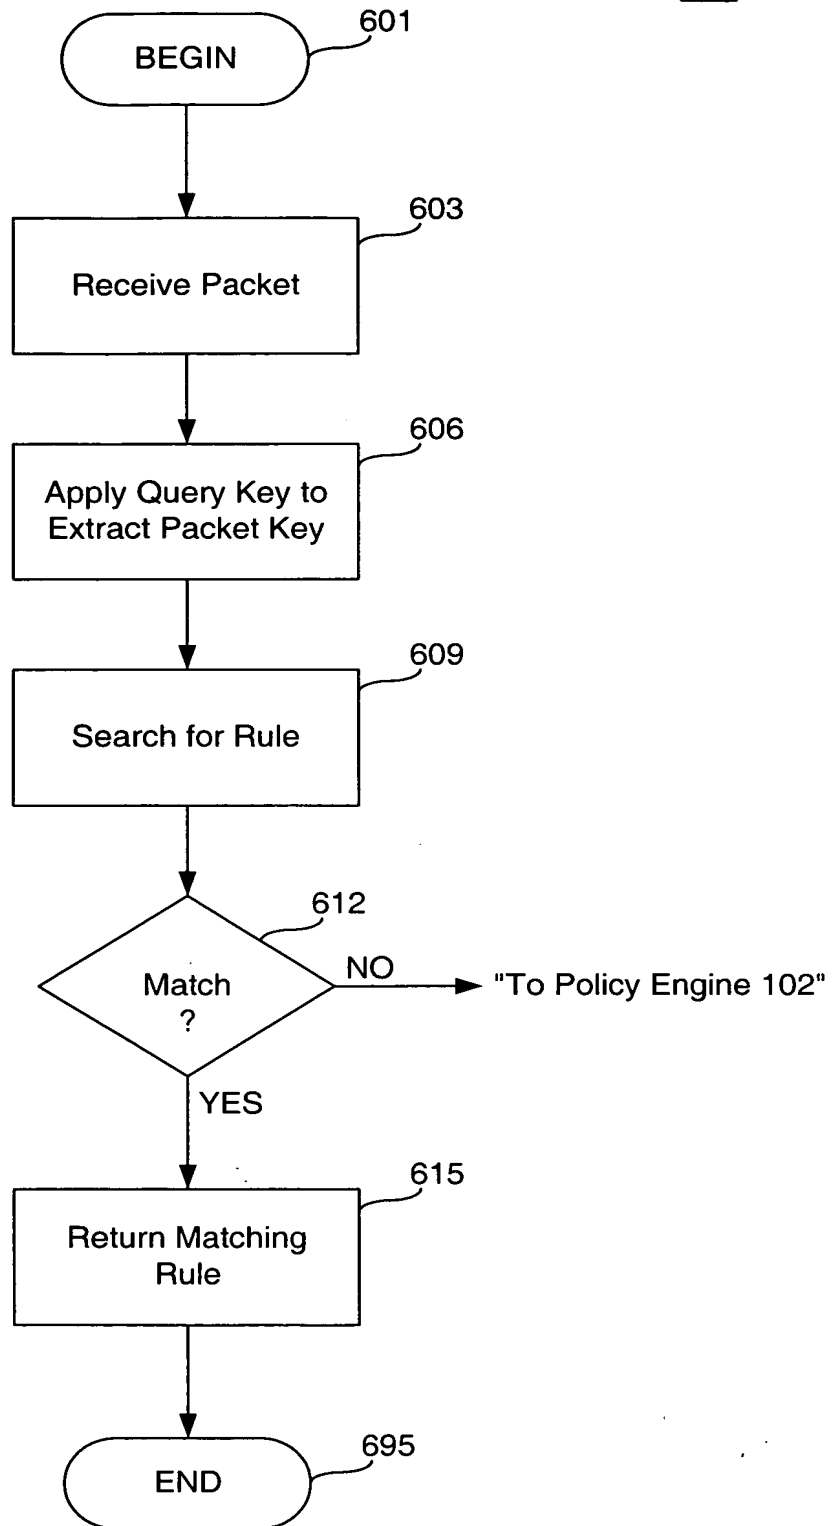 BEGIN
601
603
Receive Packet
606
Apply Query Key to
Extract Packet Key
609
Search for Rule
612
Match
?
NO
"To Policy Engine 102"
YES
615
Return Matching
Rule
695
END